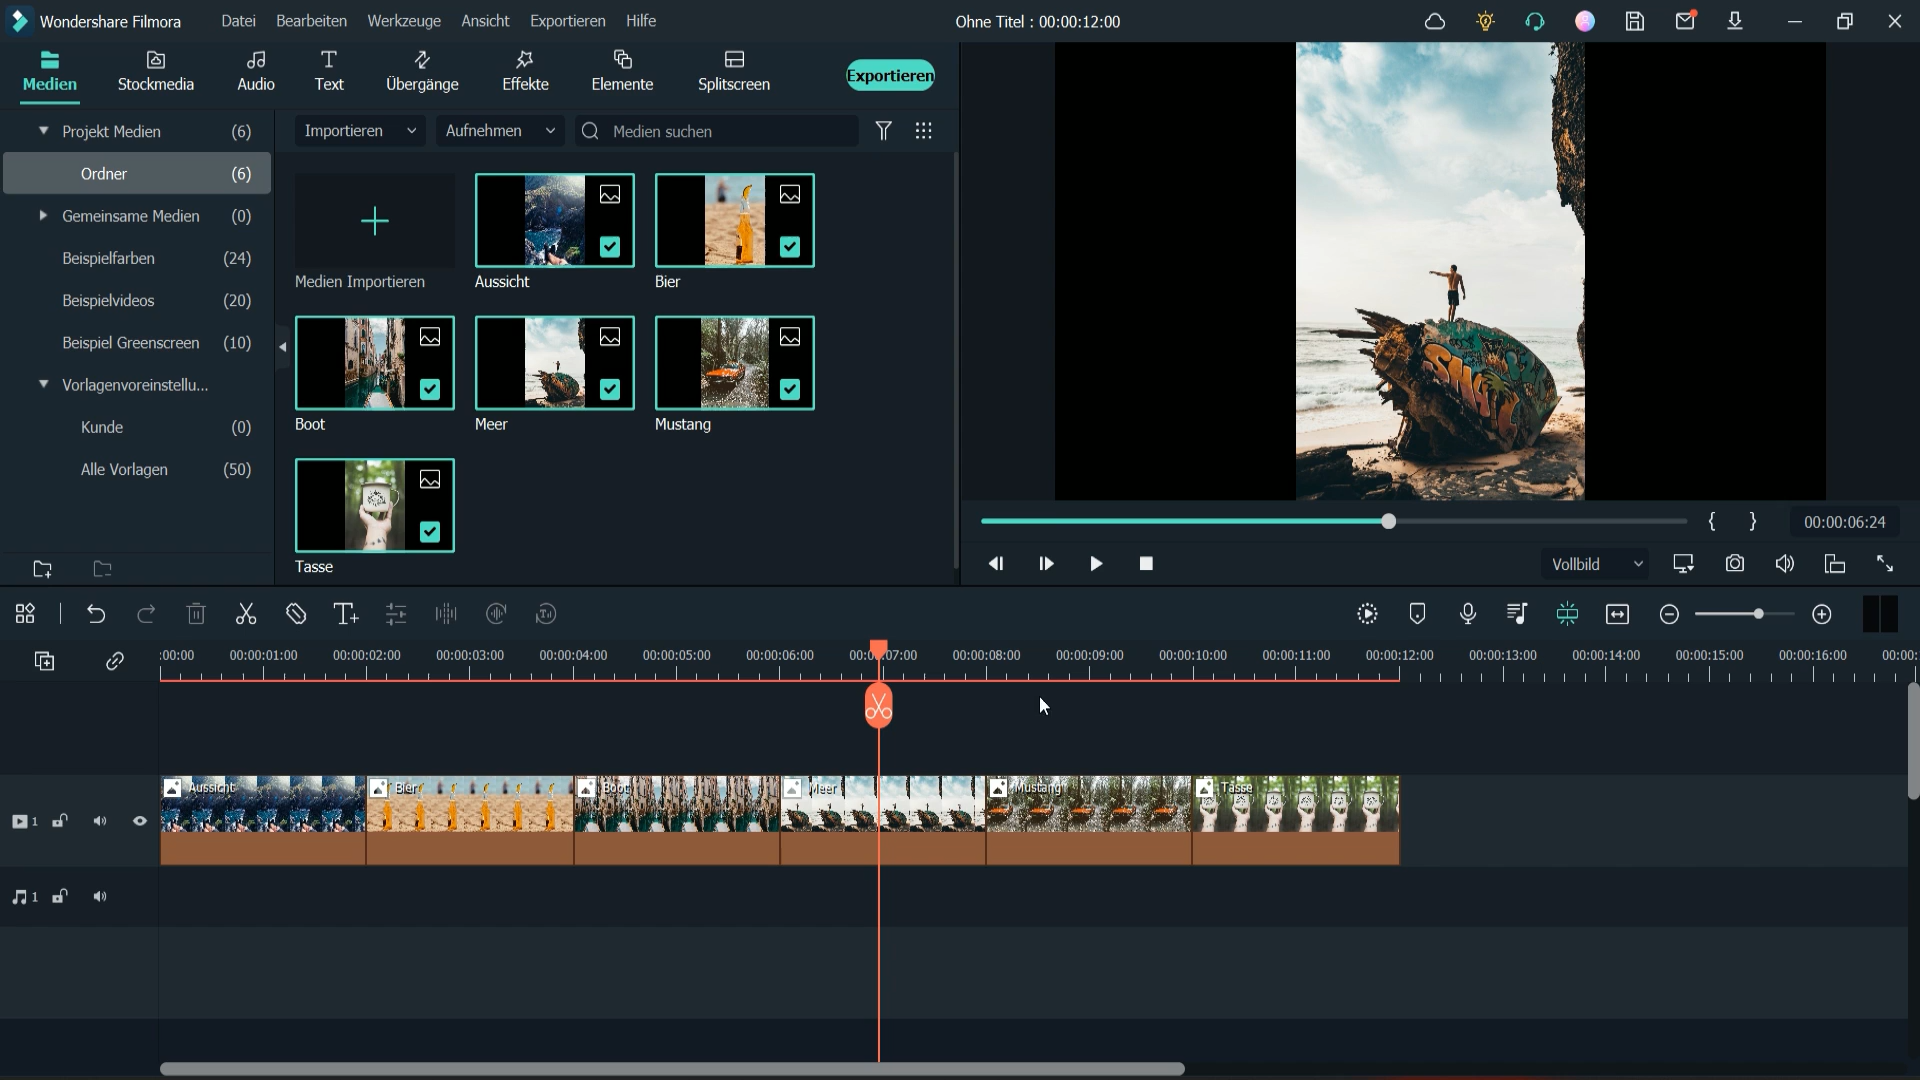 Wondershare Filmora Datei Bearbeiten Werkzeuge Ansicht Exportieren Hilfe Ohne Titel : 00:00:12:00
Medien Stockmedia Audio Text Übergänge Effekte Elemente Splitscreen Exportieren
Projekt Medien (6)
Ordner (6)
Gemeinsame Medien (0)
Beispielfarben (24)
Beispielvideos (20)
Beispiel Greenscreen (10)
Vorlagenvoreinstellu...
Kunde (0)
Alle Vorlagen (50)
Importieren Aufnehmen Medien suchen
Medien Importieren Aussicht Bier
Boot Meer Mustang
Tasse
{ } 00:00:06:24
Vollbild
:00:00 00:00:01:00 00:00:02:00 00:00:03:00 00:00:04:00 00:00:05:00 00:00:06:00 00:00:07:00 00:00:08:00 00:00:09:00 00:00:10:00 00:00:11:00 00:00:12:00 00:00:13:00 00:00:14:00 00:00:15:00 00:00:16:00 00:00:
Aussicht Bier Boot Meer Mustang Tasse
1
1